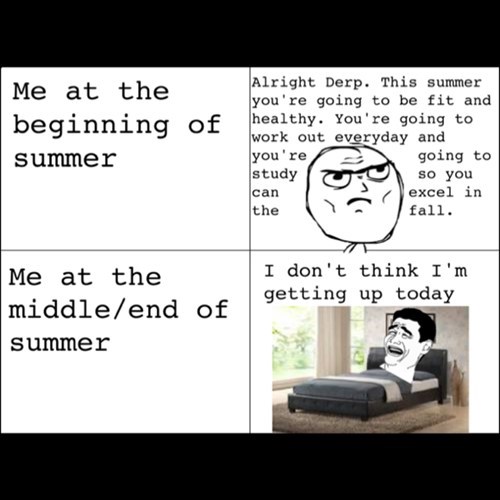 Me at the
beginning of
summer
Alright Derp. This summer
you're going to be fit and
healthy. You're going to
work out everyday and
you're going to
study so you
can excel in
the fall.
Me at the
middle/end of
summer
I don't think I'm
getting up today